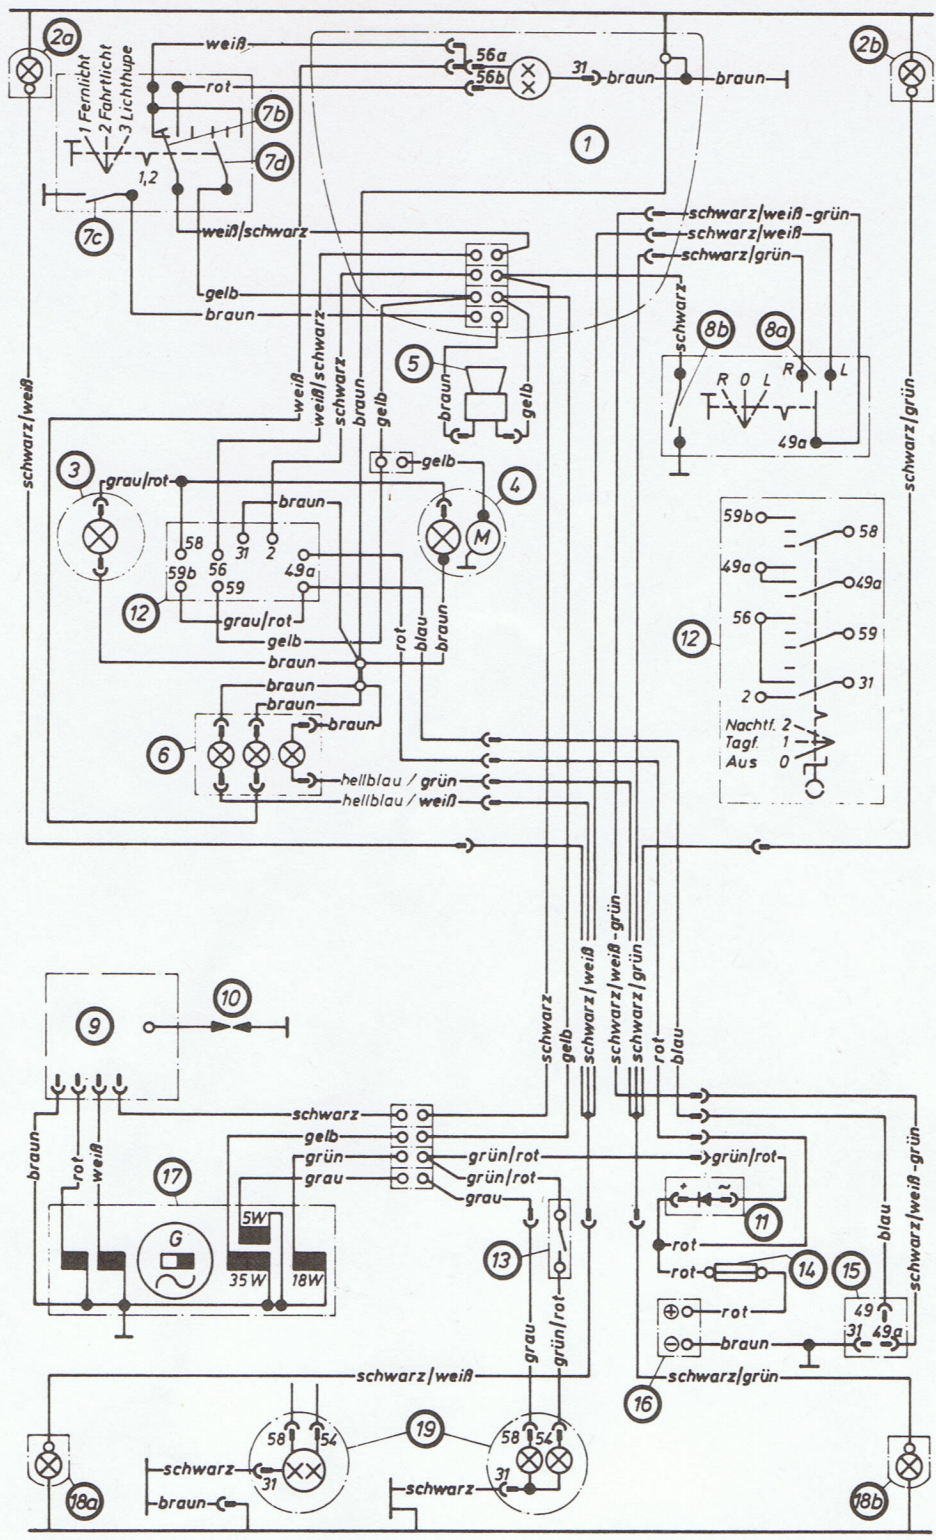 2a
weiß
56a
56b
31
braun
braun
2b
1 Fernlicht
2 Fahrtlicht
3 Lichthupe
rot
7b
7d
1
1,2
7c
weiß/schwarz
schwarz/weiß-grün
schwarz/weiß
schwarz/grün
gelb
braun
schwarz
8b
8a
5
R
L
R O L
49a
schwarz/weiß
weiß
weiß/schwarz
schwarz
braun
gelb
braun
gelb
schwarz/grün
3
grau/rot
gelb
4
braun
M
58
56
31
2
49a
59b
59
12
grau/rot
gelb
braun
rot
blau
braun
59b
58
49a
49a
56
59
12
31
2
Nachtf. 2
Tagf. 1
Aus 0
braun
braun
braun
6
hellblau / grün
hellblau / weiß
9
10
schwarz
gelb
schwarz/weiß
schwarz/weiß-grün
schwarz/grün
rot
blau
schwarz
gelb
grün
grau
grün/rot
grün/rot
grau
grün/rot
braun
rot
weiß
17
G
5W
35W
18W
13
+
~
11
rot
rot
14
15
blau
schwarz/weiß-grün
49
31
49a
+
rot
−
braun
16
grau
grün/rot
schwarz/weiß
schwarz/grün
58
54
19
58
54
schwarz
31
31
schwarz
braun
18a
18b